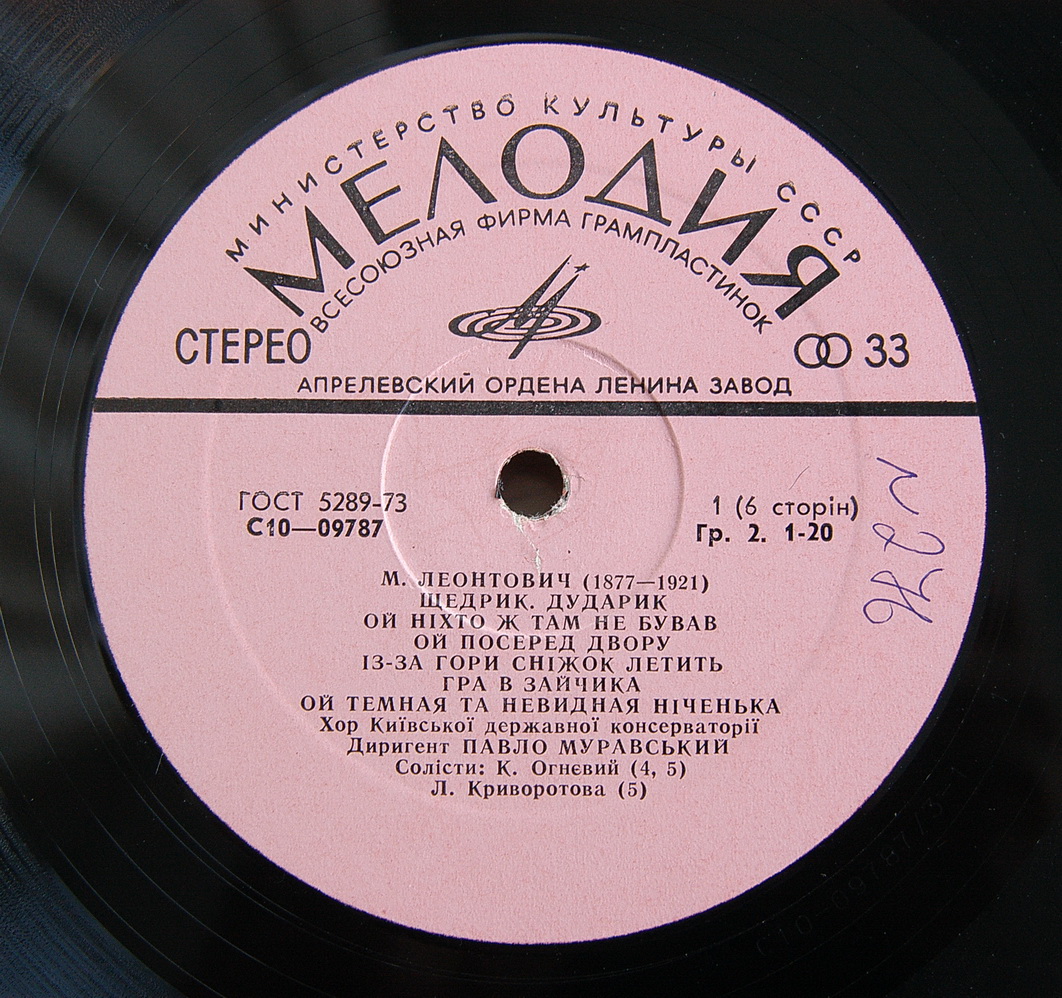 МИНИСТЕРСТВО КУЛЬТУРЫ СССР
МЕЛОДИЯ
ВСЕСОЮЗНАЯ ФИРМА ГРАМПЛАСТИНОК
СТЕРЕО
33
АПРЕЛЕВСКИЙ ОРДЕНА ЛЕНИНА ЗАВОД
ГОСТ 5289-73
С10—09787
1 (6 сторін)
Гр. 2. 1-20
М. ЛЕОНТОВИЧ (1877—1921)
ЩЕДРИК. ДУДАРИК
ОЙ НІХТО Ж ТАМ НЕ БУВАВ
ОЙ ПОСЕРЕД ДВОРУ
ІЗ-ЗА ГОРИ СНІЖОК ЛЕТИТЬ
ГРА В ЗАЙЧИКА
ОЙ ТЕМНАЯ ТА НЕВИДНАЯ НІЧЕНЬКА
Хор Київської державної консерваторії
Диригент ПАВЛО МУРАВСЬКИЙ
Солісти: К. Огнєвий (4, 5)
Л. Криворотова (5)